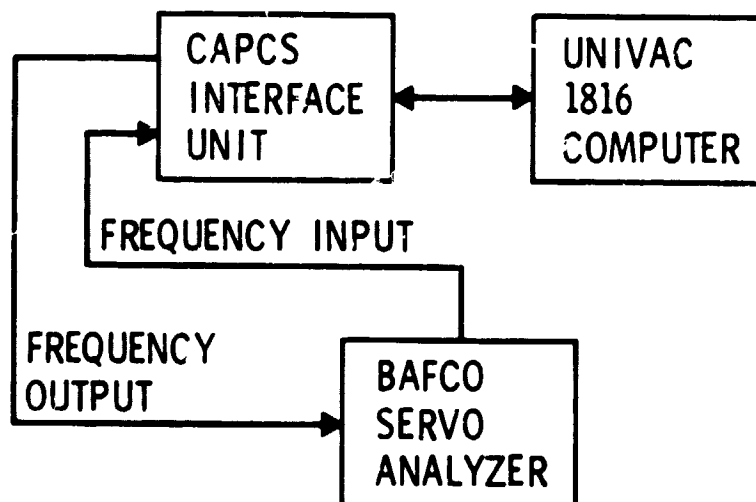 CAPCS
INTERFACE
UNIT
UNIVAC
1816
COMPUTER
FREQUENCY INPUT
FREQUENCY
OUTPUT
BAFCO
SERVO
ANALYZER